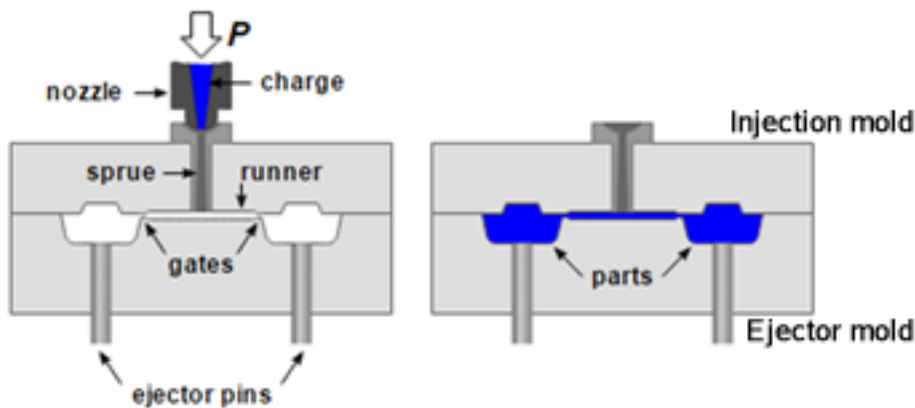 P
nozzle
charge
Injection mold
sprue
runner
gates
parts
Ejector mold
ejector pins